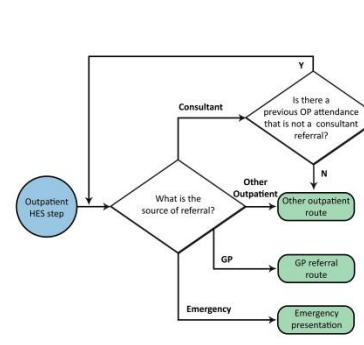 Y
Consultant
Is there a
previous OP attendance
that is not a consultant
referral?
N
Other
Outpatient
Outpatient
HES step
What is the
source of referral?
Other outpatient
route
GP
GP referral
route
Emergency
Emergency
presentation